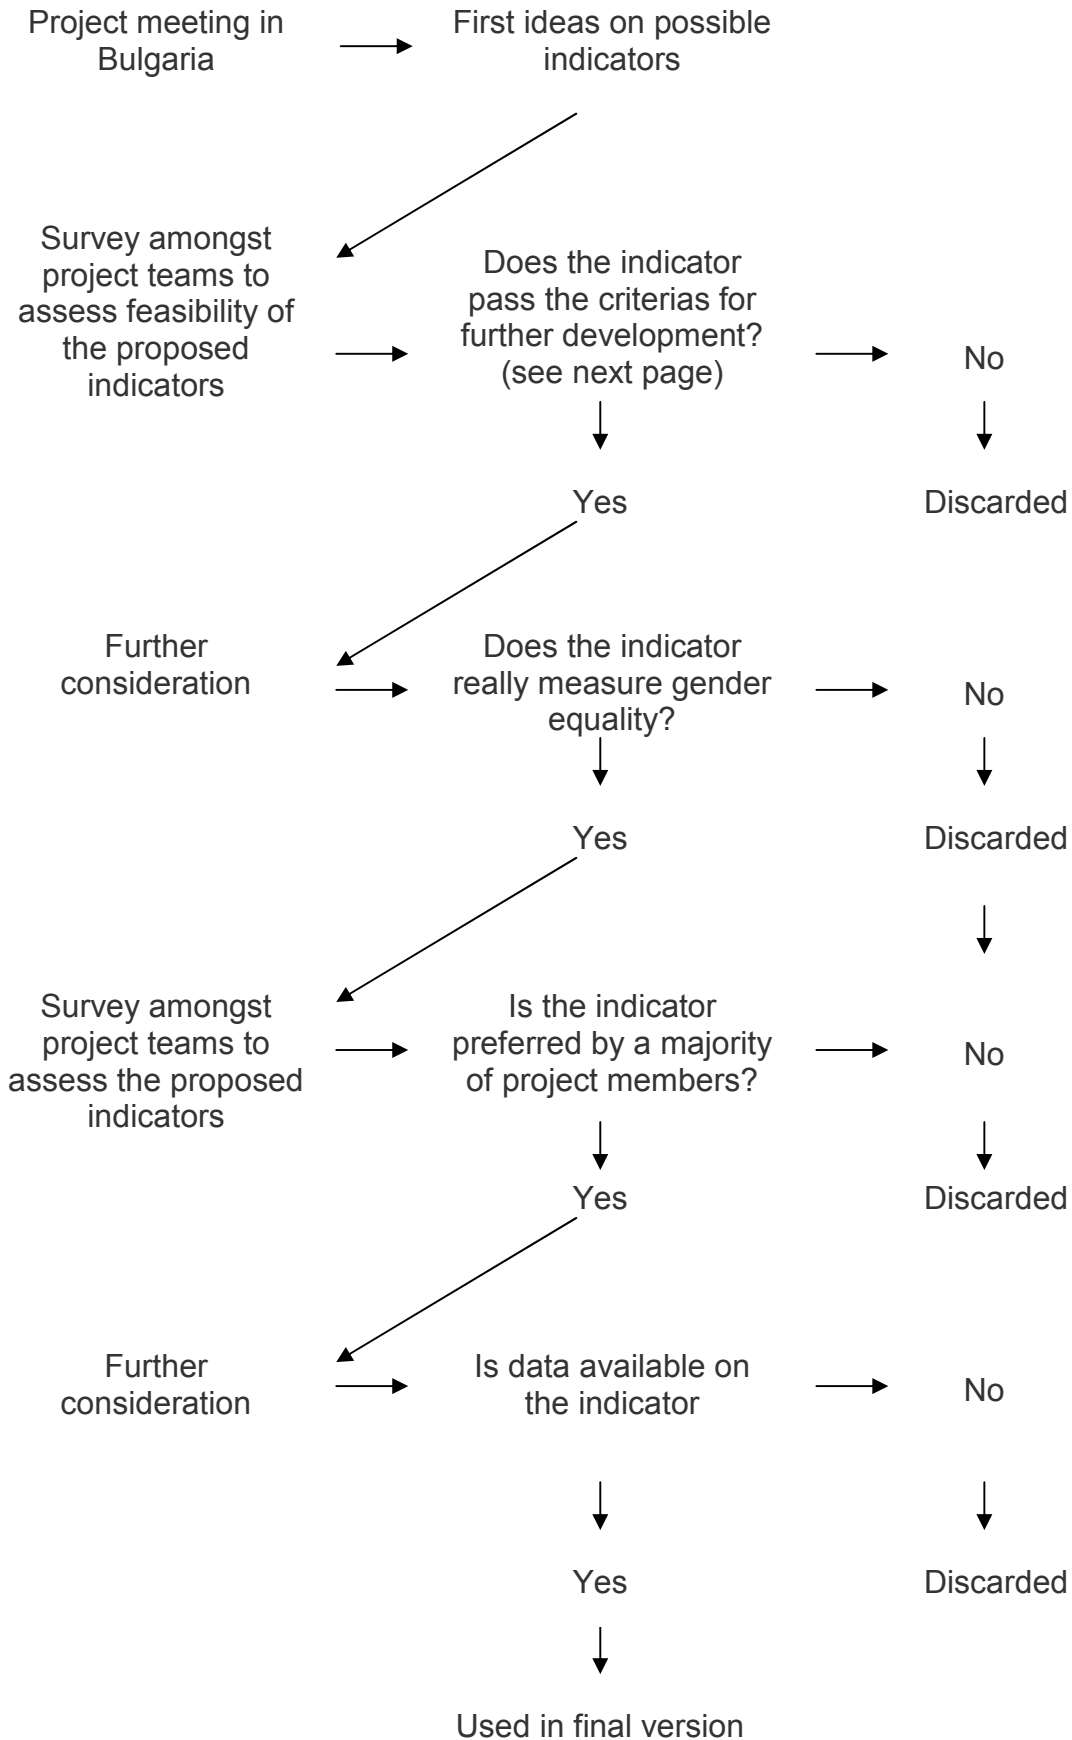 Project meeting in
Bulgaria
First ideas on possible
indicators
Survey amongst
project teams to
assess feasibility of
the proposed
indicators
Does the indicator
pass the criterias for
further development?
(see next page)
No
Yes
Discarded
Further
consideration
Does the indicator
really measure gender
equality?
No
Yes
Discarded
Survey amongst
project teams to
assess the proposed
indicators
Is the indicator
preferred by a majority
of project members?
No
Yes
Discarded
Further
consideration
Is data available on
the indicator
No
Yes
Discarded
Used in final version